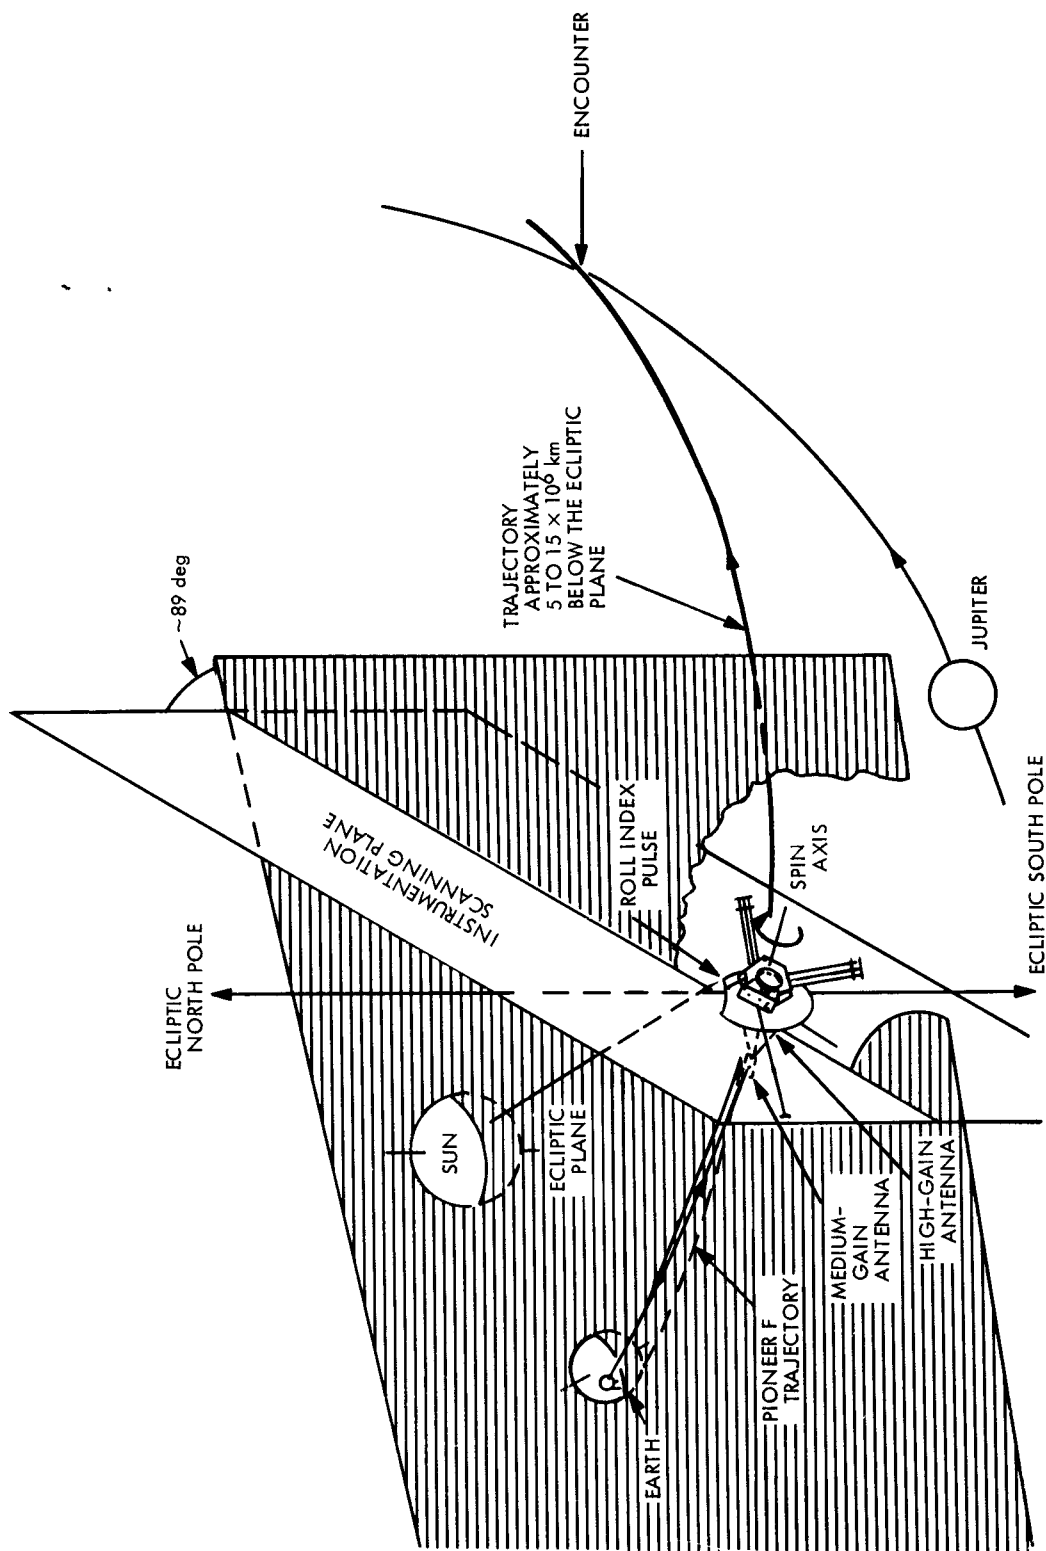 ECLIPTIC
NORTH POLE
~89 deg
SUN
ECLIPTIC
PLANE
INSTRUMENTATION
SCANNING PLANE
TRAJECTORY
APPROXIMATELY
5 TO 15 × 10⁶ km
BELOW THE ECLIPTIC
PLANE
ENCOUNTER
EARTH
ROLL INDEX
PULSE
PIONEER F
TRAJECTORY
MEDIUM-
GAIN
ANTENNA
HIGH-GAIN
ANTENNA
SPIN
AXIS
JUPITER
ECLIPTIC SOUTH POLE